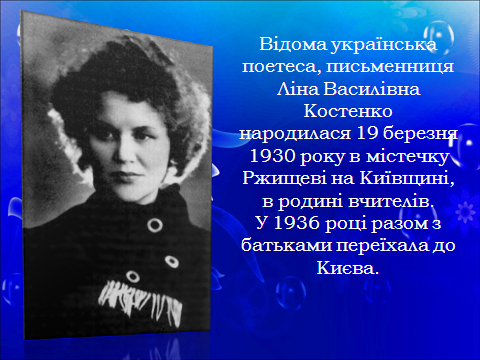 Відома українська
поетеса, письменниця
Ліна Василівна
Костенко
народилася 19 березня
1930 року в містечку
Ржищеві на Київщині,
в родині вчителів.
У 1936 році разом з
батьками переїхала до
Києва.